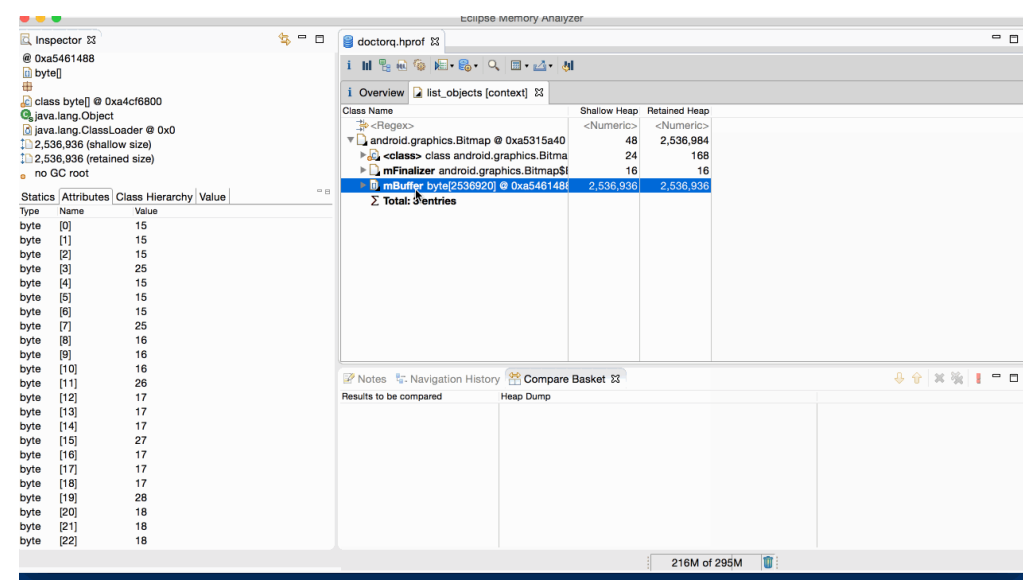 Eclipse Memory Analyzer
Inspector
@ 0xa5461488
byte[]
class byte[] @ 0xa4cf6800
java.lang.Object
java.lang.ClassLoader @ 0x0
2,536,936 (shallow size)
2,536,936 (retained size)
no GC root
Statics Attributes Class Hierarchy Value
Type Name Value
byte [0] 15
byte [1] 15
byte [2] 15
byte [3] 25
byte [4] 15
byte [5] 15
byte [6] 15
byte [7] 25
byte [8] 16
byte [9] 16
byte [10] 16
byte [11] 26
byte [12] 17
byte [13] 17
byte [14] 17
byte [15] 27
byte [16] 17
byte [17] 17
byte [18] 17
byte [19] 28
byte [20] 18
byte [21] 18
byte [22] 18
doctorq.hprof
i Overview list_objects [context]
Class Name Shallow Heap Retained Heap
<Regex> <Numeric> <Numeric>
android.graphics.Bitmap @ 0xa5315a40 48 2,536,984
<class> class android.graphics.Bitma 24 168
mFinalizer android.graphics.Bitmap$ 16 16
mBuffer byte[2536920] @ 0xa546148 2,536,936 2,536,936
Σ Total: entries
Notes Navigation History Compare Basket
Results to be compared Heap Dump
216M of 295M